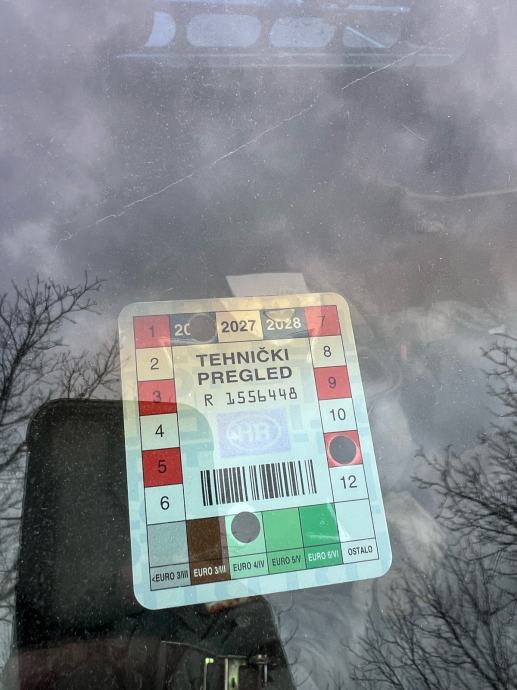 1 20 2027 2028 7
2 TEHNIČKI 8
3 PREGLED 9
R 1556448
4 10
HR
5
6 12
<EURO 3/III EURO 3/III EURO 4/IV EURO 5/V EURO 6/VI OSTALO